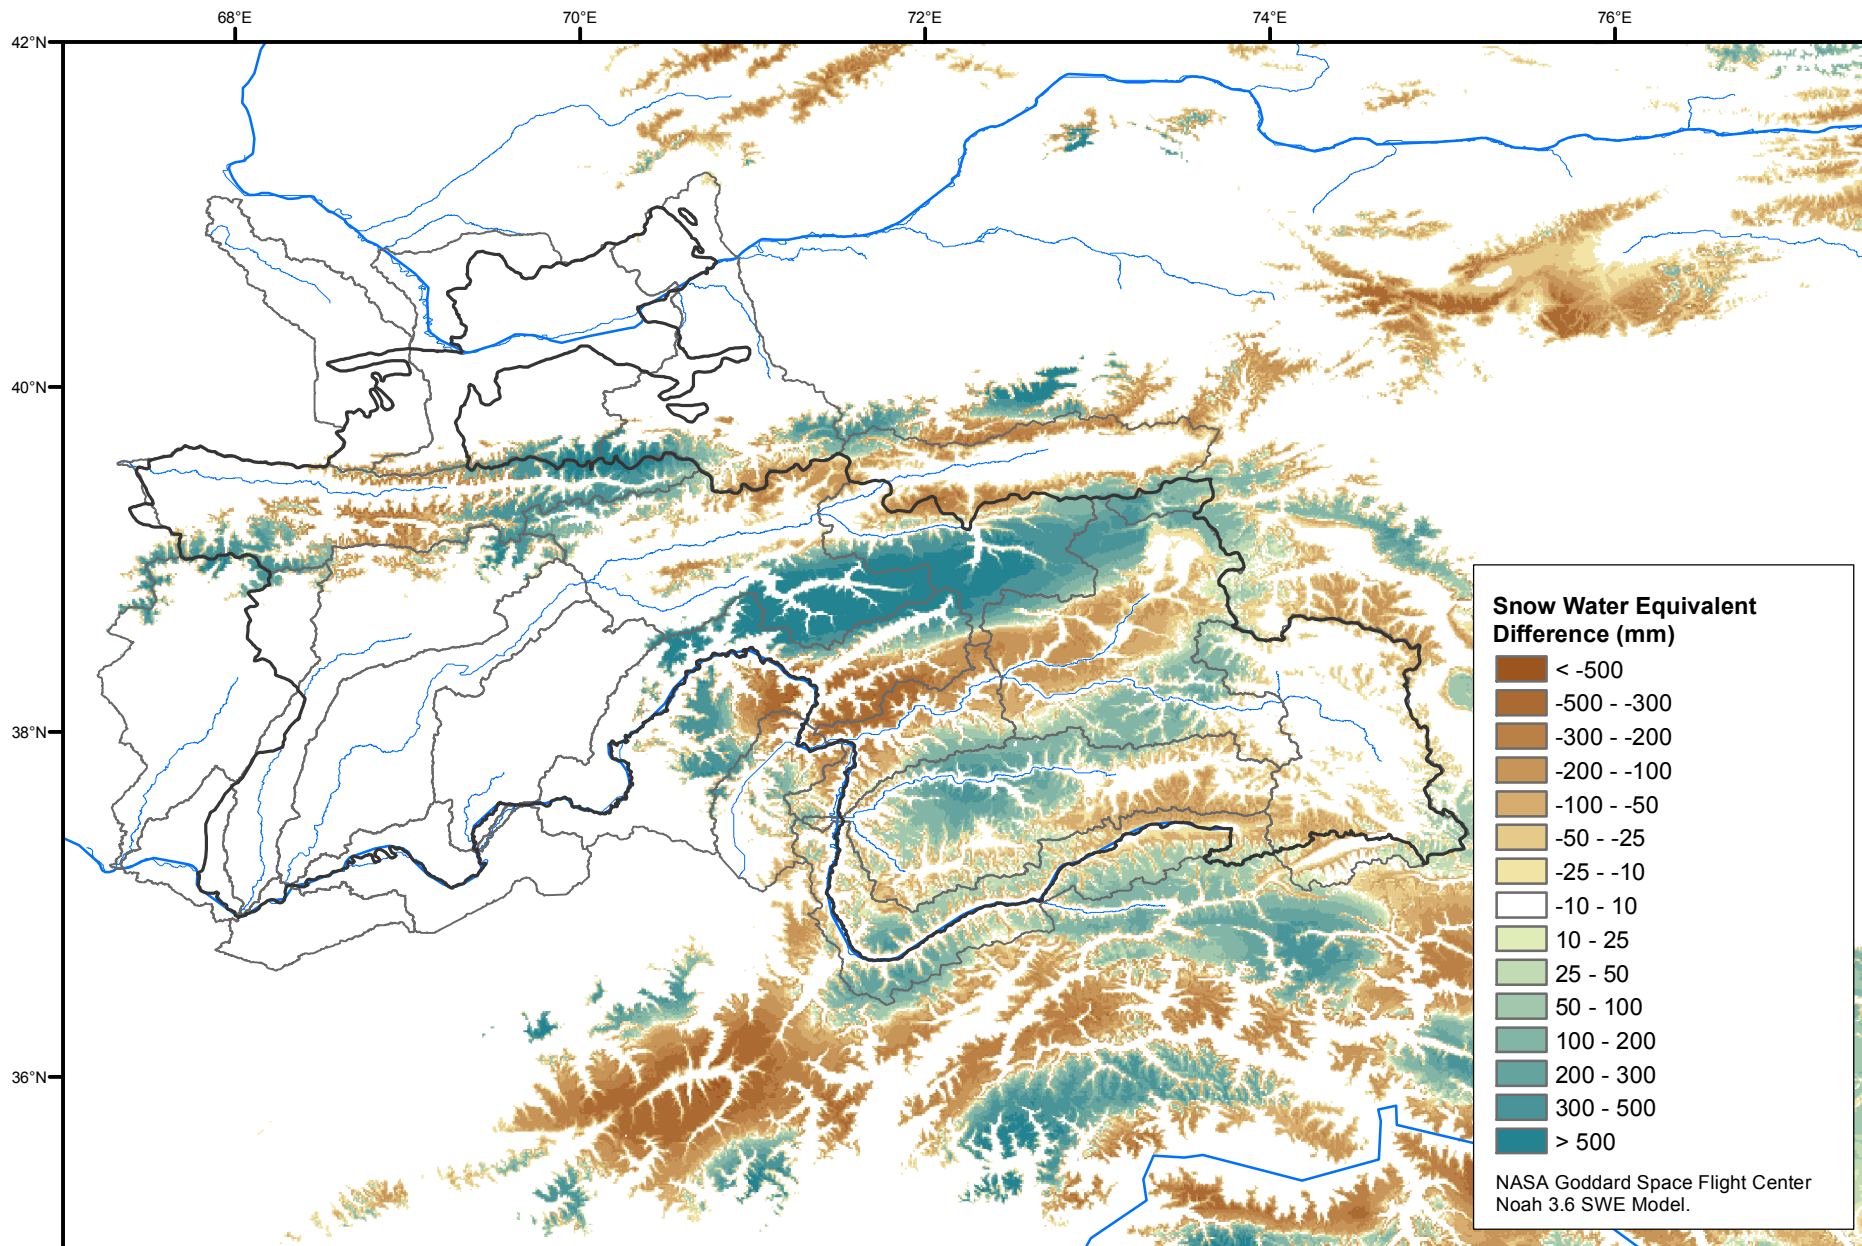 68°E
70°E
72°E
74°E
76°E
42°N
40°N
38°N
36°N
Snow Water Equivalent
Difference (mm)
< -500
-500 - -300
-300 - -200
-200 - -100
-100 - -50
-50 - -25
-25 - -10
-10 - 10
10 - 25
25 - 50
50 - 100
100 - 200
200 - 300
300 - 500
> 500
NASA Goddard Space Flight Center
Noah 3.6 SWE Model.